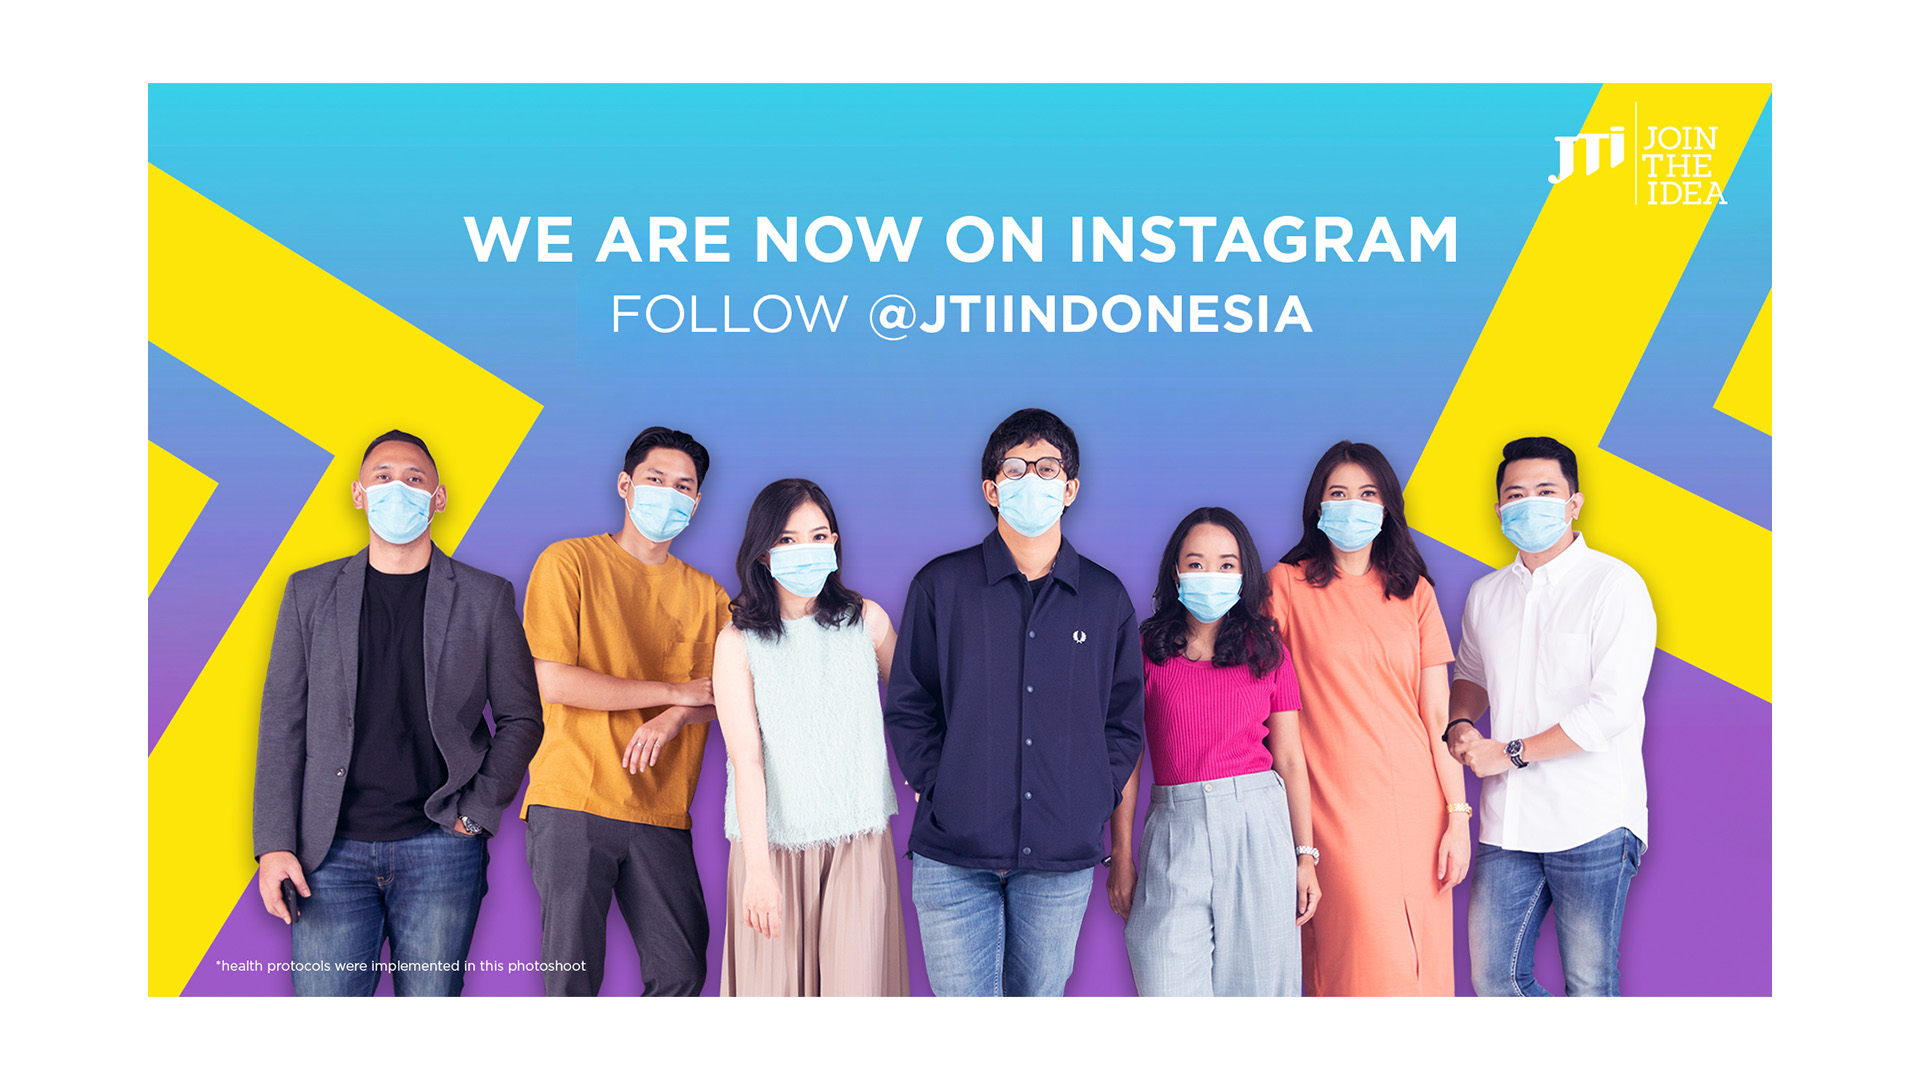 JTi
JOIN
THE
IDEA
WE ARE NOW ON INSTAGRAM
FOLLOW @JTIINDONESIA
*health protocols were implemented in this photoshoot